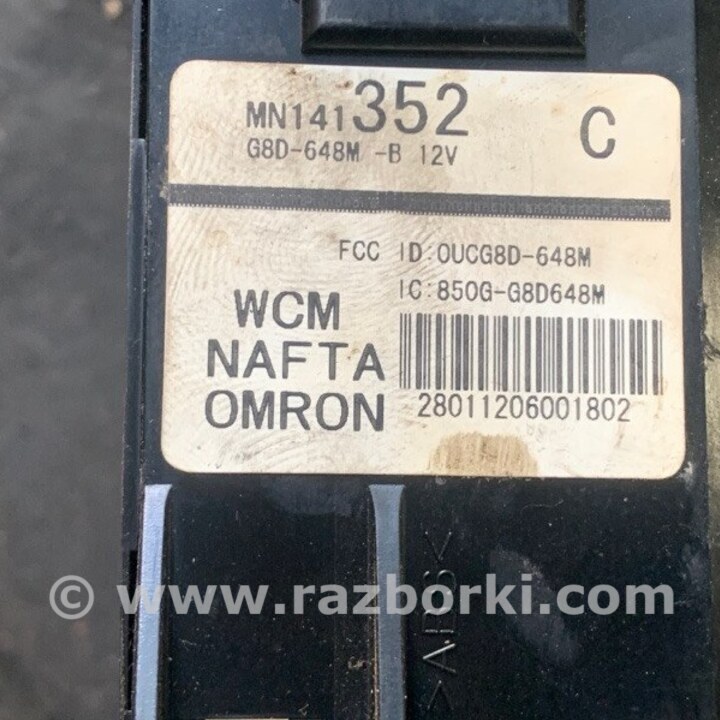 MN141352 C
G8D-648M -B 12V
FCC ID:OUCG8D-648M
IC:850G-G8D648M
WCM
NAFTA
OMRON
28011206001802
© www.razborki.com
>ABS<